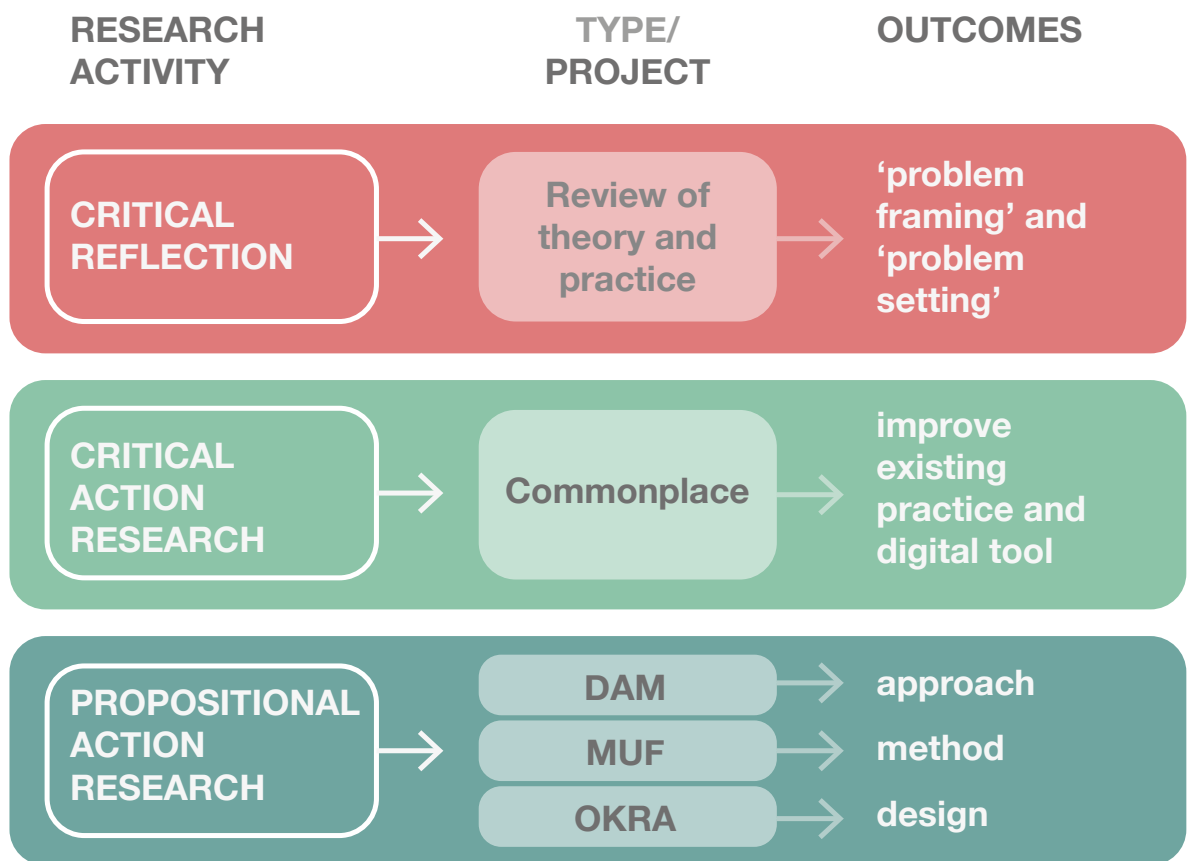 RESEARCH
ACTIVITY
TYPE/
PROJECT
OUTCOMES
CRITICAL
REFLECTION
Review of
theory and
practice
‘problem
framing’ and
‘problem
setting’
CRITICAL
ACTION
RESEARCH
Commonplace
improve
existing
practice and
digital tool
PROPOSITIONAL
ACTION
RESEARCH
DAM
approach
MUF
method
OKRA
design